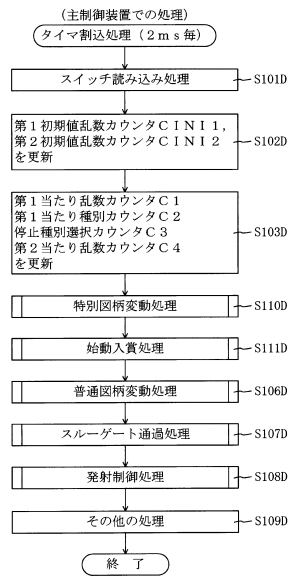 (主制御装置での処理)
タイマ割込処理(2ms毎)
スイッチ読み込み処理
S101D
第1初期値乱数カウンタCINI1,
第2初期値乱数カウンタCINI2
を更新
S102D
第1当たり乱数カウンタC1
第1当たり種別カウンタC2
停止種別選択カウンタC3
第2当たり乱数カウンタC4
を更新
S103D
特別図柄変動処理
S110D
始動入賞処理
S111D
普通図柄変動処理
S106D
スルーゲート通過処理
S107D
発射制御処理
S108D
その他の処理
S109D
終 了